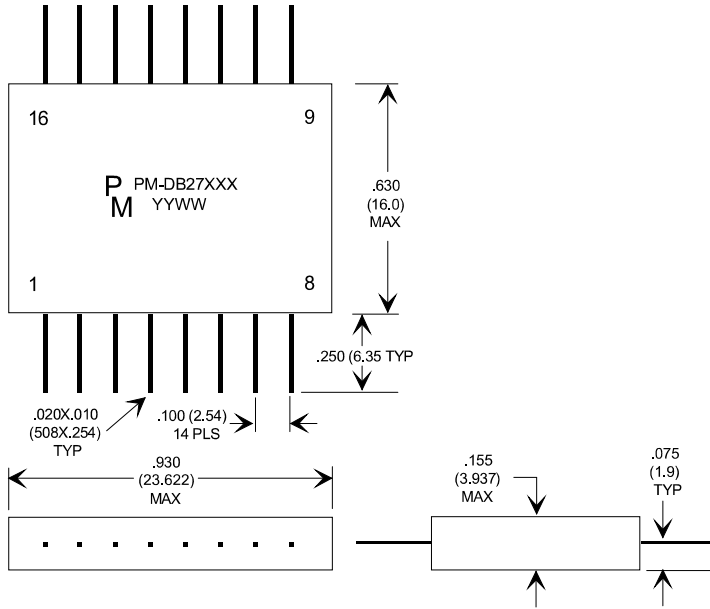 16
9
P PM-DB27XXX
M YYWW
.630
(16.0)
MAX
1
8
.250 (6.35 TYP
.020X.010
(508X.254)
TYP
.100 (2.54)
14 PLS
.930
(23.622)
MAX
.155
(3.937)
MAX
.075
(1.9)
TYP